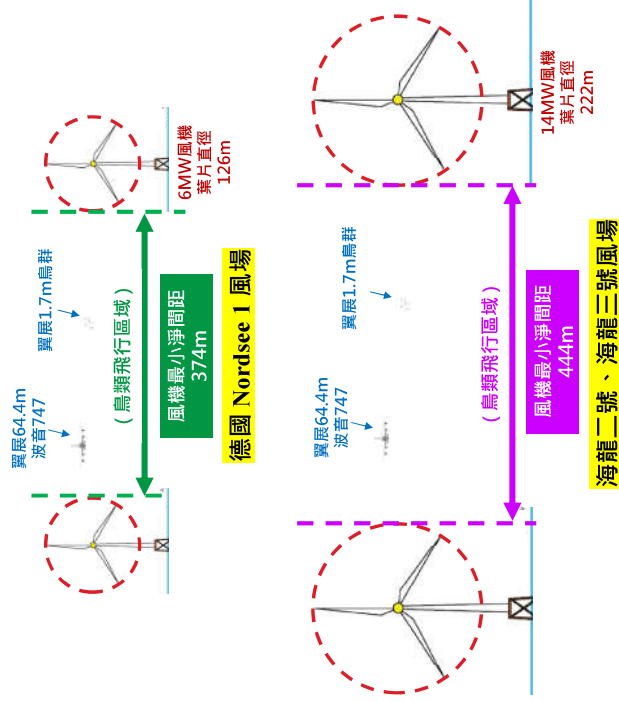 翼展64.4m
波音747
翼展1.7m鳥群
6MW風機
葉片直徑
126m
（鳥類飛行區域）
風機最小淨間距
374m
德國 Nordsee 1 風場
翼展64.4m
波音747
翼展1.7m鳥群
14MW風機
葉片直徑
222m
（鳥類飛行區域）
風機最小淨間距
444m
海龍二號、海龍三號風場